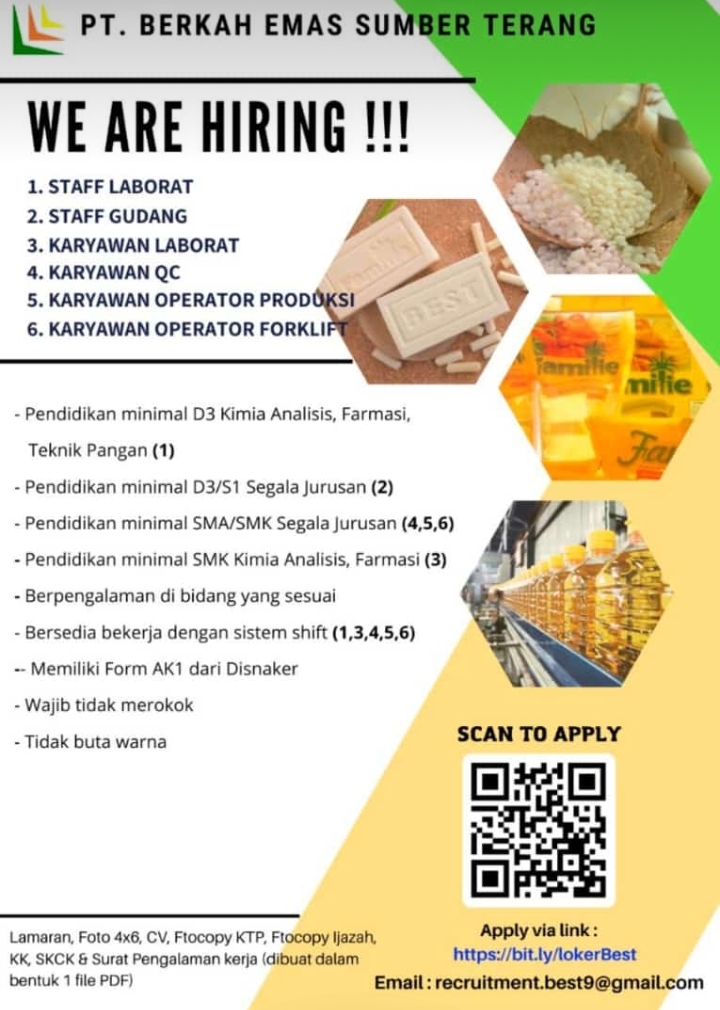 PT. BERKAH EMAS SUMBER TERANG
WE ARE HIRING !!!
1. STAFF LABORAT
2. STAFF GUDANG
3. KARYAWAN LABORAT
4. KARYAWAN QC
5. KARYAWAN OPERATOR PRODUKSI
6. KARYAWAN OPERATOR FORKLIFT
BEST
familie
milie
Fa
- Pendidikan minimal D3 Kimia Analisis, Farmasi,
Teknik Pangan (1)
- Pendidikan minimal D3/S1 Segala Jurusan (2)
- Pendidikan minimal SMA/SMK Segala Jurusan (4,5,6)
- Pendidikan minimal SMK Kimia Analisis, Farmasi (3)
- Berpengalaman di bidang yang sesuai
- Bersedia bekerja dengan sistem shift (1,3,4,5,6)
-- Memiliki Form AK1 dari Disnaker
- Wajib tidak merokok
- Tidak buta warna
SCAN TO APPLY
Lamaran, Foto 4x6, CV, Ftocopy KTP, Ftocopy Ijazah,
KK, SKCK & Surat Pengalaman kerja (dibuat dalam
bentuk 1 file PDF)
Apply via link :
https://bit.ly/lokerBest
Email : recruitment.best9@gmail.com